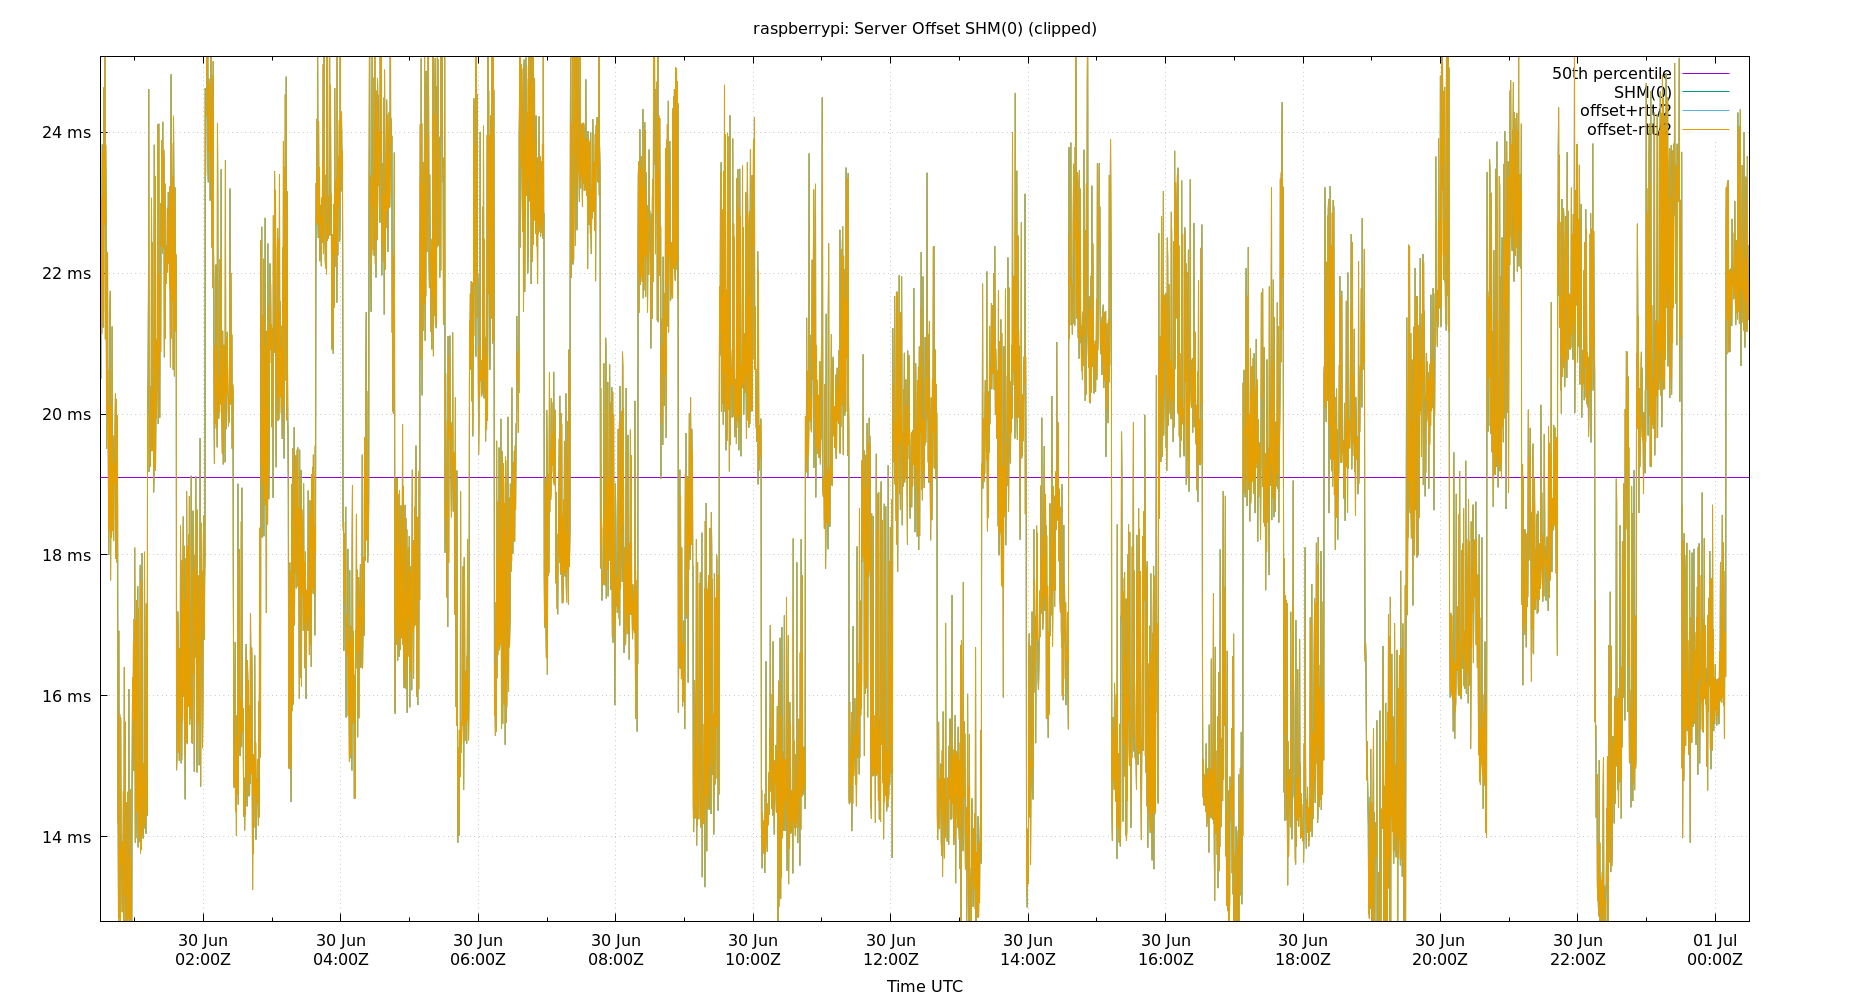 raspberrypi: Server Offset SHM(0) (clipped)
50th percentile
SHM(0)
offset+rtt/2
offset-rtt/2
24 ms
22 ms
20 ms
18 ms
16 ms
14 ms
30 Jun 30 Jun 30 Jun 30 Jun 30 Jun 30 Jun 30 Jun 30 Jun 30 Jun 30 Jun 30 Jun 01 Jul
02:00Z 04:00Z 06:00Z 08:00Z 10:00Z 12:00Z 14:00Z 16:00Z 18:00Z 20:00Z 22:00Z 00:00Z
Time UTC